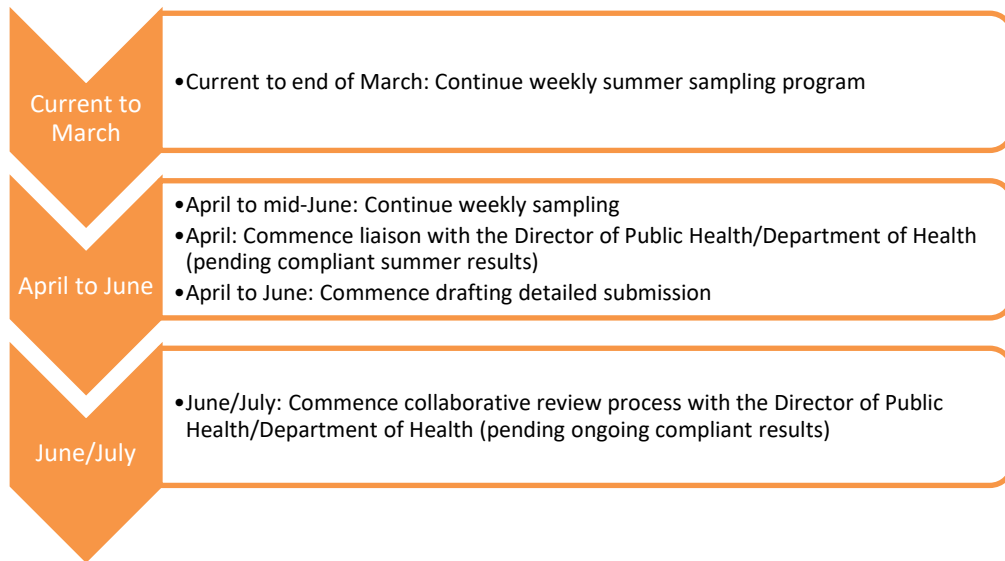 Current to
March
•Current to end of March: Continue weekly summer sampling program
April to June
•April to mid-June: Continue weekly sampling
•April: Commence liaison with the Director of Public Health/Department of Health
(pending compliant summer results)
•April to June: Commence drafting detailed submission
June/July
•June/July: Commence collaborative review process with the Director of Public
Health/Department of Health (pending ongoing compliant results)